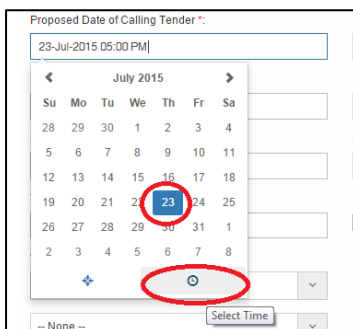 Proposed Date of Calling Tender *:
23-Jul-2015 05:00 PM
July 2015
Su Mo Tu We Th Fr Sa
28 29 30 1 2 3 4
5 6 7 8 9 10 11
12 13 14 15 16 17 18
19 20 21 22 23 24 25
26 27 28 29 30 31 1
2 3 4 5 6 7 8
Select Time
-- None --